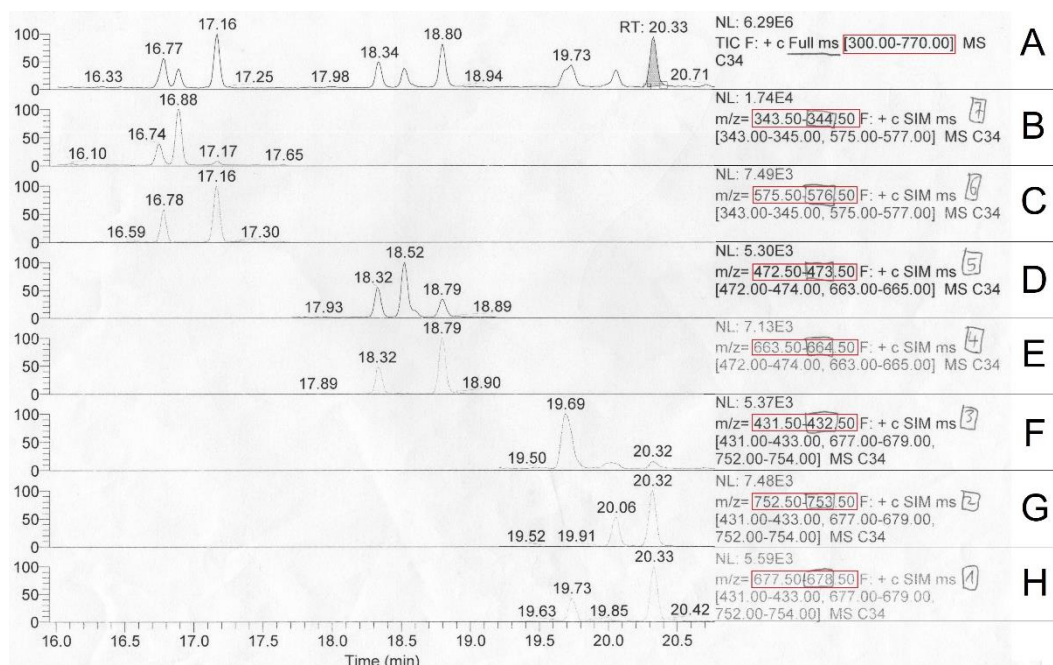 100 50 0
16.33 16.77 17.16 17.25 17.98 18.34 18.80 18.94 19.73 RT: 20.33 20.71
NL: 6.29E6
TIC F: + c Full ms [300.00-770.00] MS
C34
A
100 50 0
16.10 16.74 16.88 17.17 17.65
NL: 1.74E4
m/z= 343.50-344.50 F: + c SIM ms 7
[343.00-345.00, 575.00-577.00] MS C34
B
100 50 0
16.59 16.78 17.16 17.30
NL: 7.49E3
m/z= 575.50-576.50 F: + c SIM ms 6
[343.00-345.00, 575.00-577.00] MS C34
C
100 50 0
17.93 18.32 18.52 18.79 18.89
NL: 5.30E3
m/z= 472.50-473.50 F: + c SIM ms 5
[472.00-474.00, 663.00-665.00] MS C34
D
100 50 0
17.89 18.32 18.79 18.90
NL: 7.13E3
m/z= 663.50-664.50 F: + c SIM ms 4
[472.00-474.00, 663.00-665.00] MS C34
E
100 50 0
19.50 19.69 20.32
NL: 5.37E3
m/z= 431.50-432.50 F: + c SIM ms 3
[431.00-433.00, 677.00-679.00,
752.00-754.00] MS C34
F
100 50 0
19.52 19.91 20.06 20.32
NL: 7.48E3
m/z= 752.50-753.50 F: + c SIM ms 2
[431.00-433.00, 677.00-679.00,
752.00-754.00] MS C34
G
100 50 0
19.63 19.73 19.85 20.33 20.42
NL: 5.59E3
m/z= 677.50-678.50 F: + c SIM ms 1
[431.00-433.00, 677.00-679.00,
752.00-754.00] MS C34
H
16.0 16.5 17.0 17.5 18.0 18.5 19.0 19.5 20.0 20.5
Time (min)